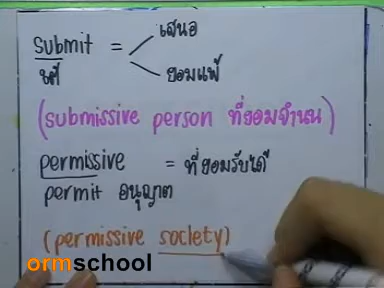 submit = เสนอ
ใต้ ยอมแพ้
(submissive person ที่ยอมจำนน)
permissive = ที่ยอมรับได้
permit อนุญาต
(permissive society)
ormschool